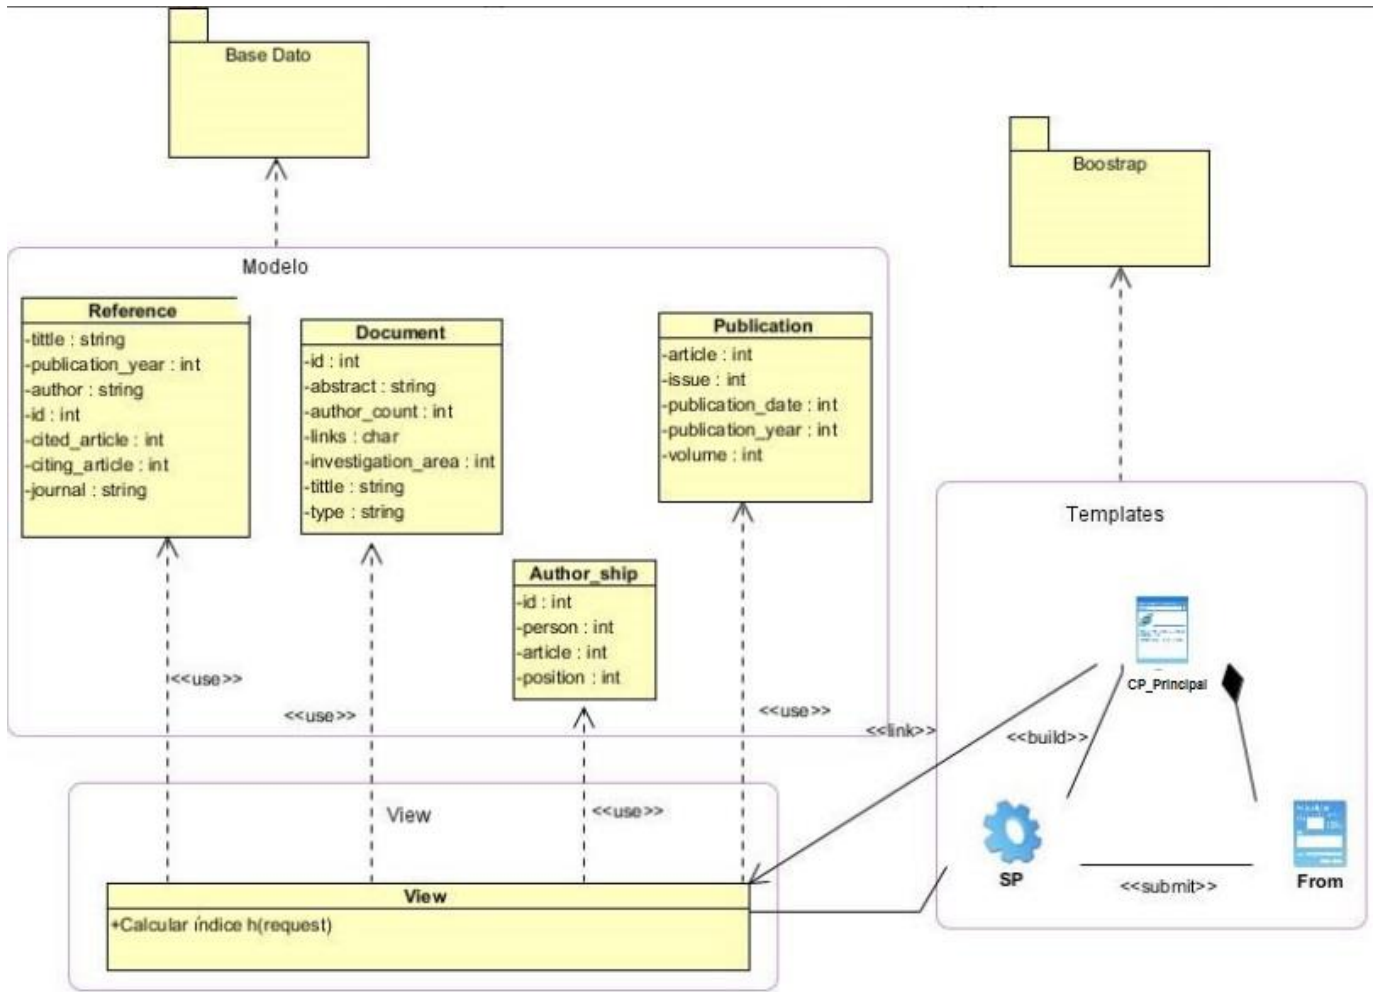 Base Dato
Boostrap
Modelo
Reference
-tittle : string
-publication_year : int
-author : string
-id : int
-cited_article : int
-citing_article : int
-journal : string
Document
-id : int
-abstract : string
-author_count : int
-links : char
-investigation_area : int
-tittle : string
-type : string
Publication
-article : int
-issue : int
-publication_date : int
-publication_year : int
-volume : int
Author_ship
-id : int
-person : int
-article : int
-position : int
<<use>>
<<use>>
<<use>>
<<use>>
Templates
CP_Principal
<<link>>
<<build>>
SP
<<submit>>
From
View
View
+Calcular índice h(request)